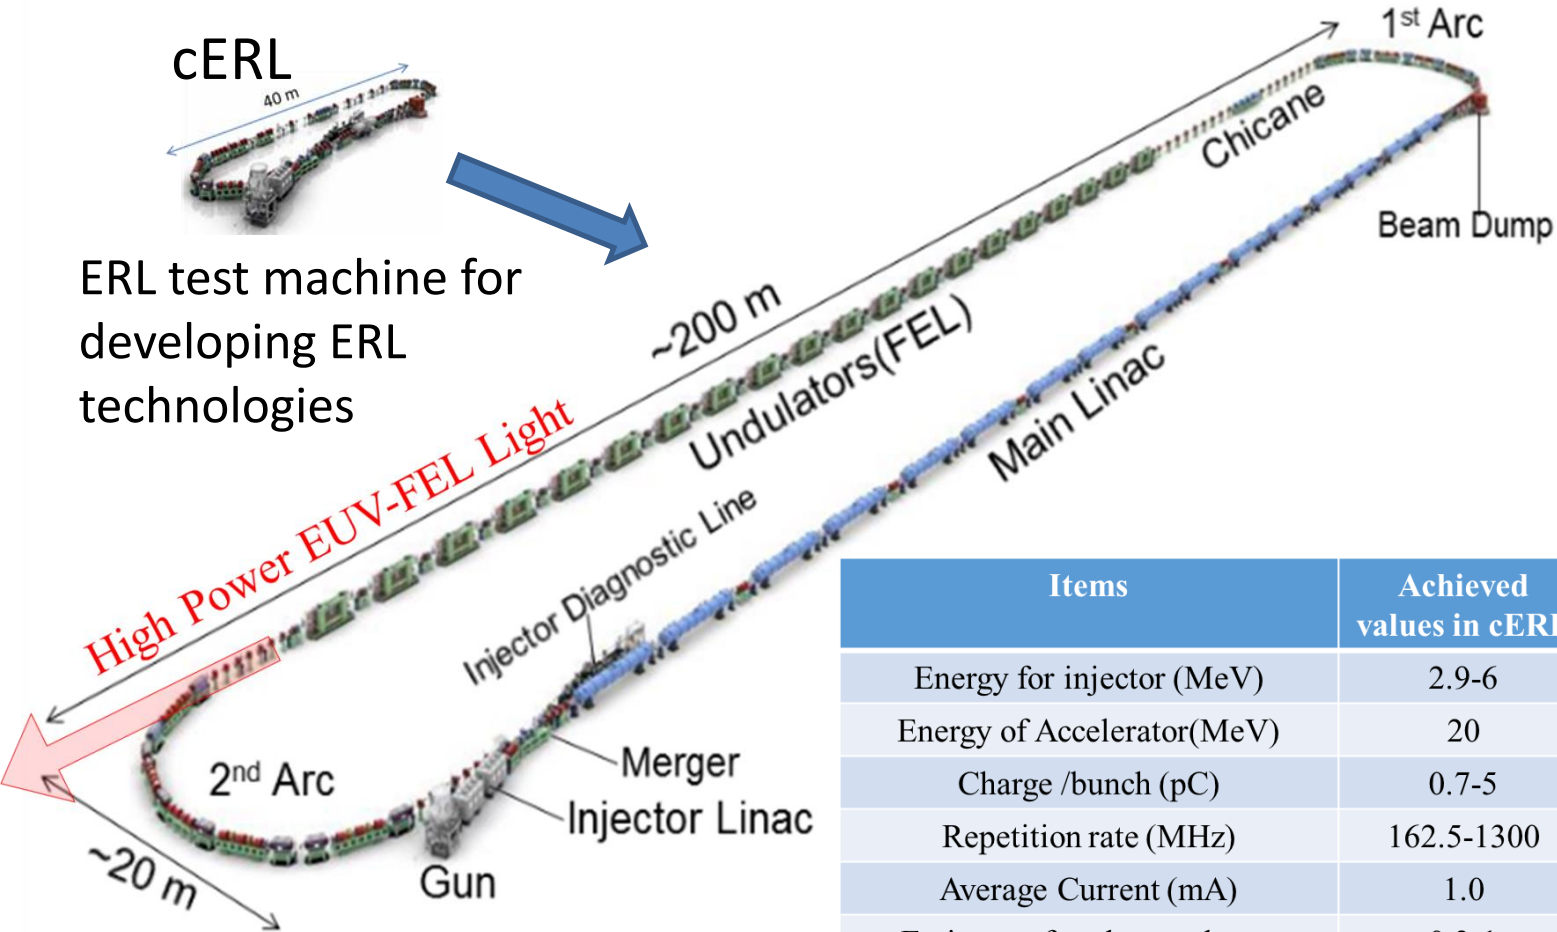 cERL
40 m
ERL test machine for
developing ERL
technologies
1st Arc
Chicane
Beam Dump
~200 m
Undulators(FEL)
Main Linac
High Power EUV-FEL Light
Injector Diagnostic Line
2nd Arc
Merger
Injector Linac
Gun
~20 m
Items Achieved
values in cERL
Energy for injector (MeV) 2.9-6
Energy of Accelerator(MeV) 20
Charge /bunch (pC) 0.7-5
Repetition rate (MHz) 162.5-1300
Average Current (mA) 1.0